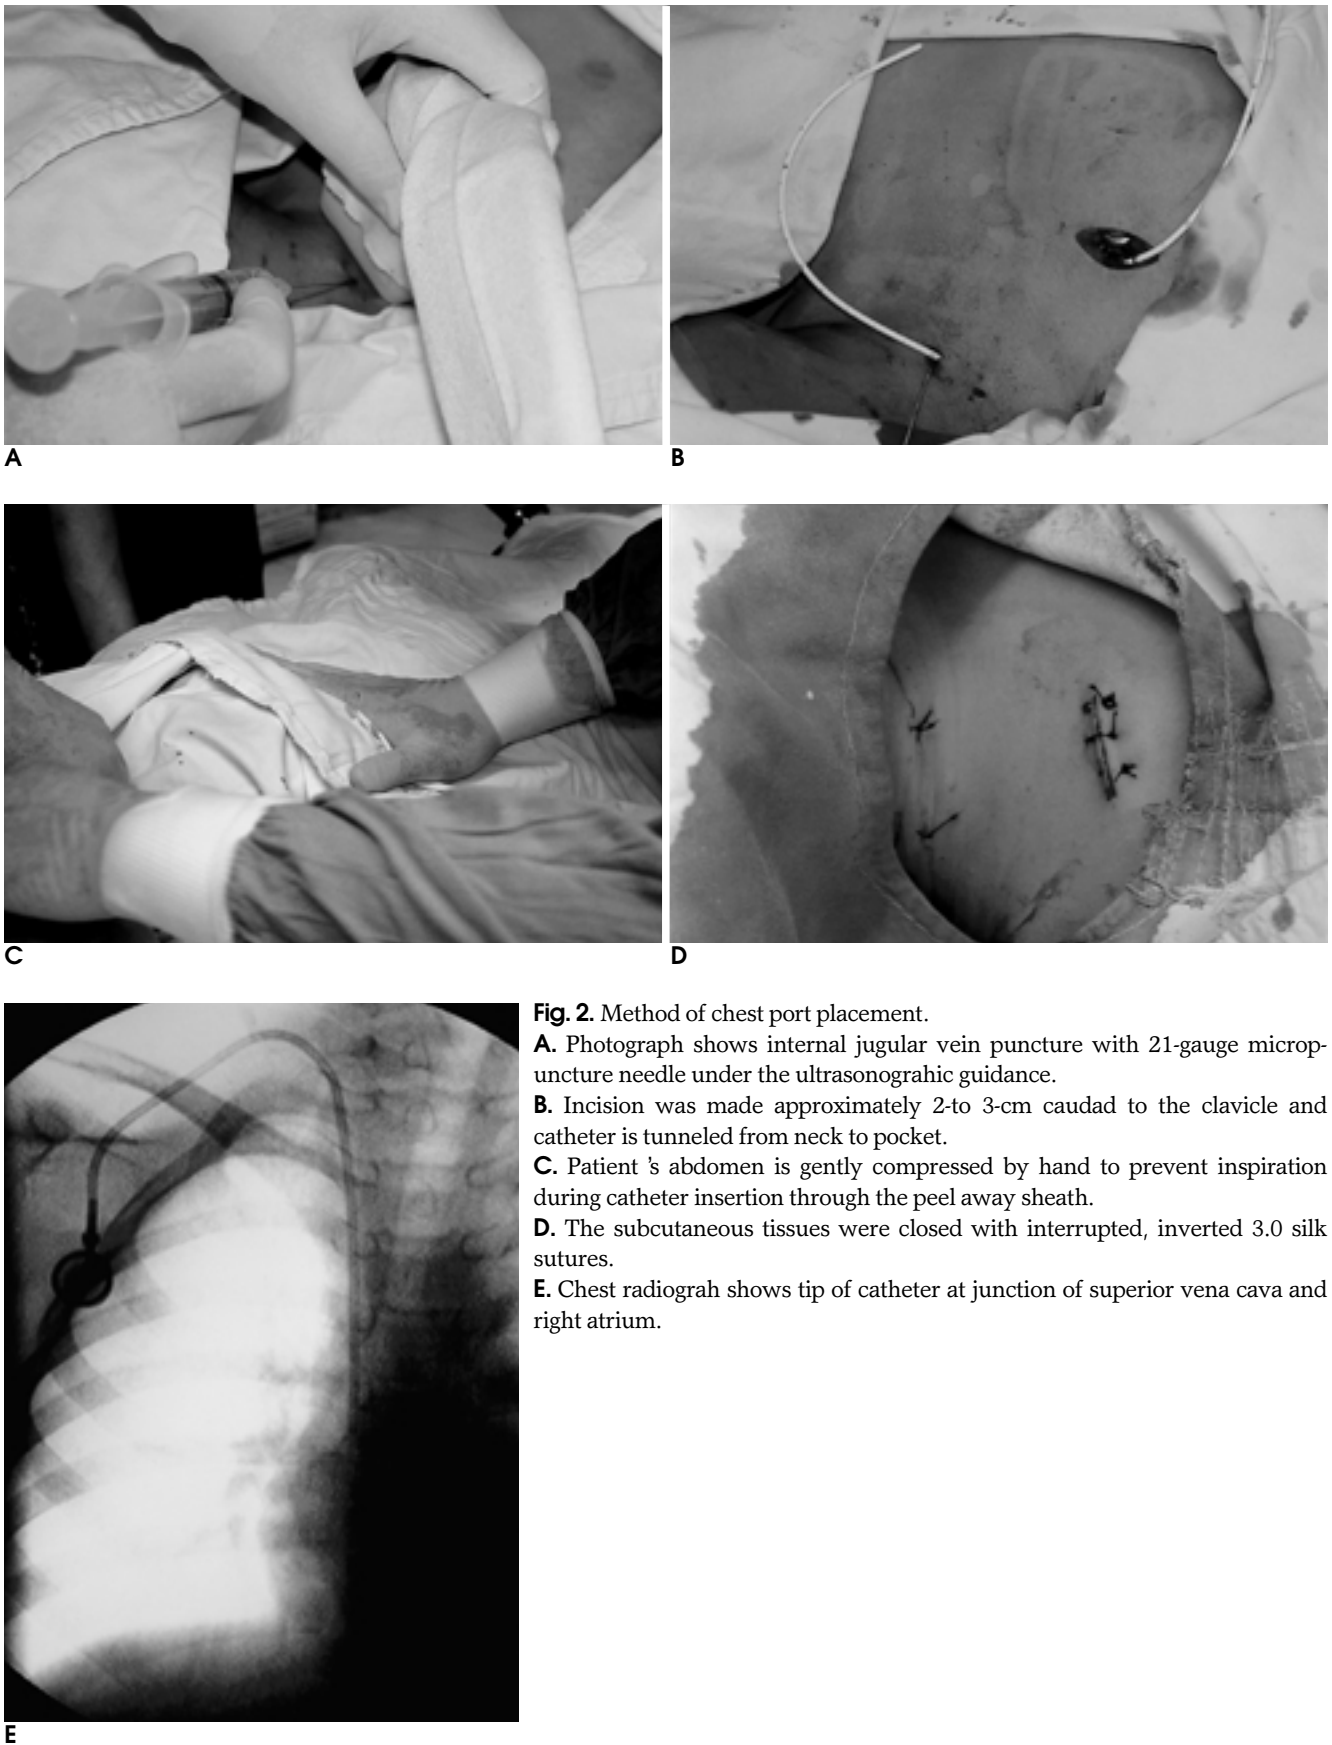 A
B
C
D
E
Fig. 2. Method of chest port placement.
A. Photograph shows internal jugular vein puncture with 21-gauge microp-
uncture needle under the ultrasonograhic guidance.
B. Incision was made approximately 2-to 3-cm caudad to the clavicle and
catheter is tunneled from neck to pocket.
C. Patient 's abdomen is gently compressed by hand to prevent inspiration
during catheter insertion through the peel away sheath.
D. The subcutaneous tissues were closed with interrupted, inverted 3.0 silk
sutures.
E. Chest radiograh shows tip of catheter at junction of superior vena cava and
right atrium.